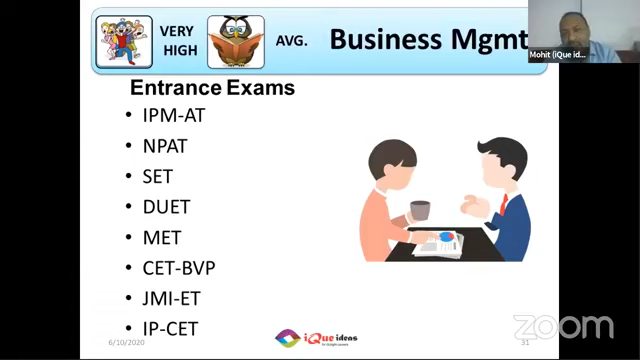 VERY
HIGH
AVG.
Business Mgmt
Mohit (iQue id...
Entrance Exams
• IPM-AT
• NPAT
• SET
• DUET
• MET
• CET-BVP
• JMI-ET
• IP-CET
6/10/2020
iQue ideas
31
zoom